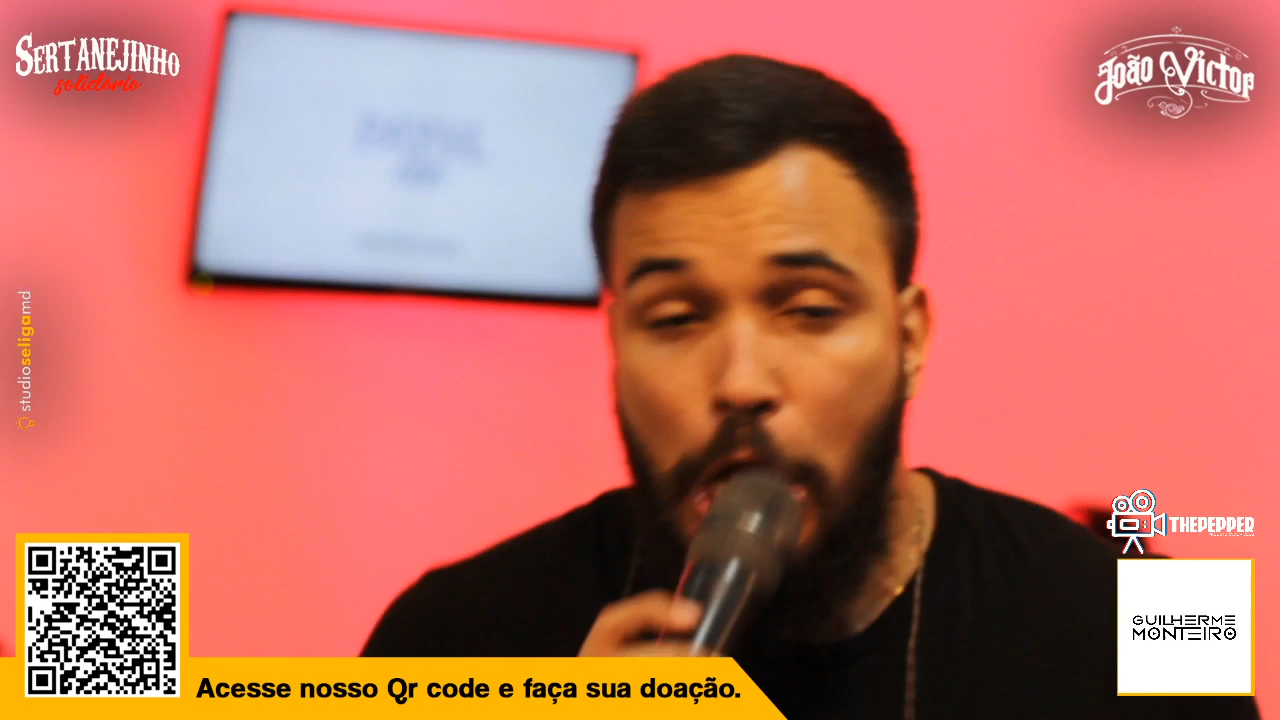 SERTANEJINHO
solidário
João Victor
studioseligamd
THEPEPPER
GUILHERME
MONTEIRO
Acesse nosso Qr code e faça sua doação.